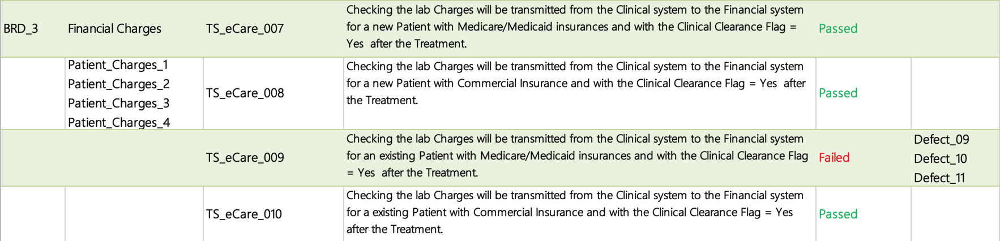 BRD_3
Financial Charges
TS_eCare_007
Checking the lab Charges will be transmitted from the Clinical system to the Financial system
for a new Patient with Medicare/Medicaid insurances and with the Clinical Clearance Flag =
Yes  after the Treatment.
Passed
Patient_Charges_1
Patient_Charges_2
Patient_Charges_3
Patient_Charges_4
TS_eCare_008
Checking the lab Charges will be transmitted from the Clinical system to the Financial system
for a new Patient with Commercial Insurance and with the Clinical Clearance Flag = Yes  after
the Treatment.
Passed
TS_eCare_009
Checking the lab Charges will be transmitted from the Clinical system to the Financial system
for an existing Patient with Medicare/Medicaid insurances and with the Clinical Clearance Flag
= Yes  after the Treatment.
Failed
Defect_09
Defect_10
Defect_11
TS_eCare_010
Checking the lab Charges will be transmitted from the Clinical system to the Financial system
for a existing Patient with Commercial Insurance and with the Clinical Clearance Flag = Yes
after the Treatment.
Passed